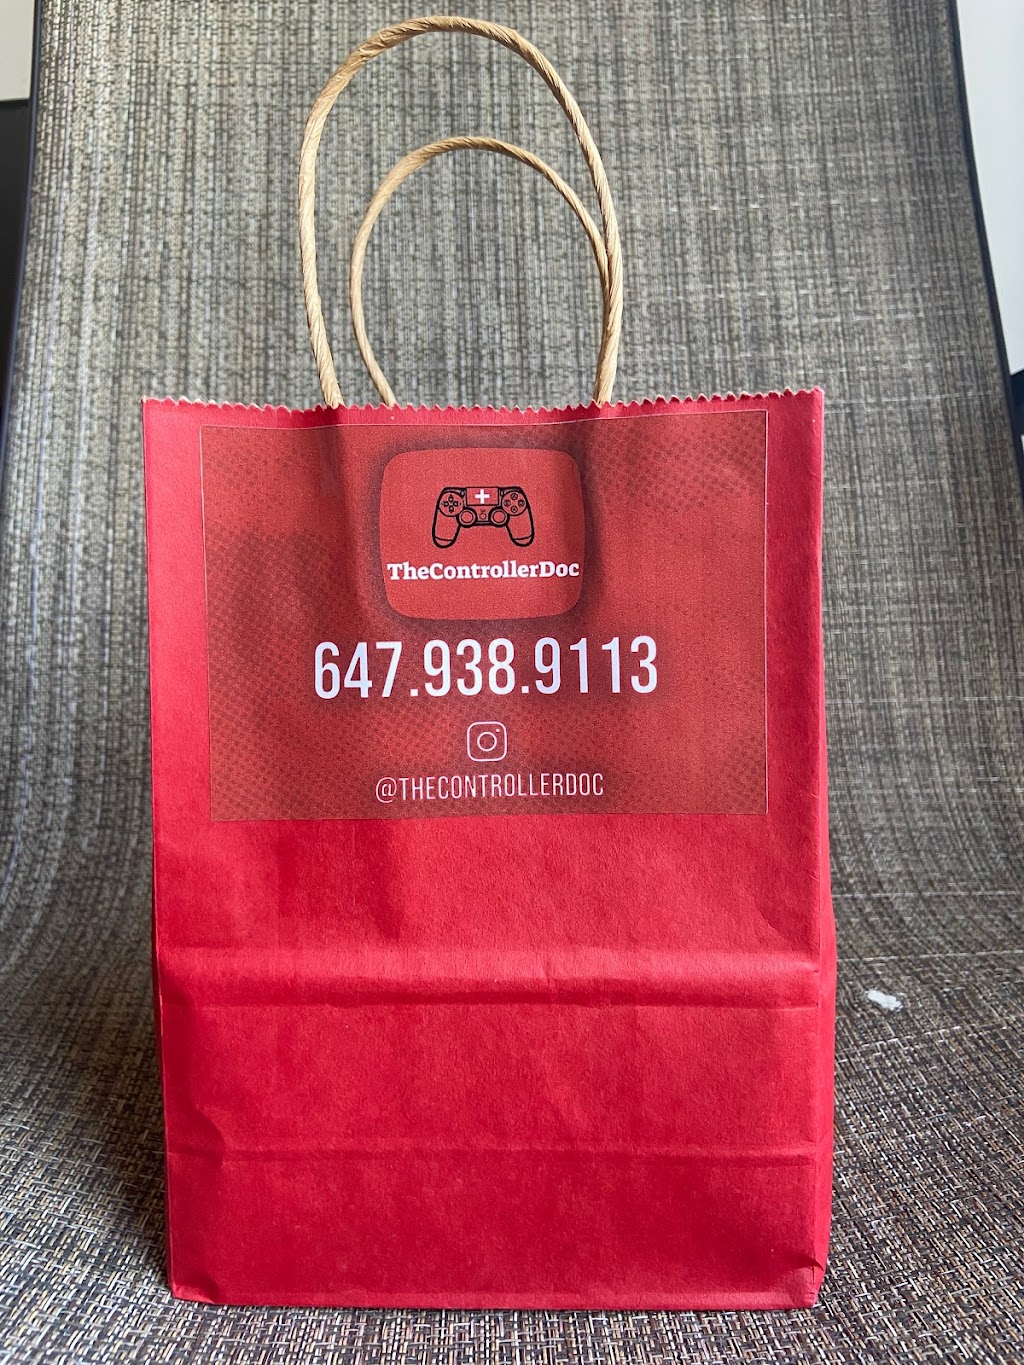 TheControllerDoc
647.938.9113
@THECONTROLLERDOC